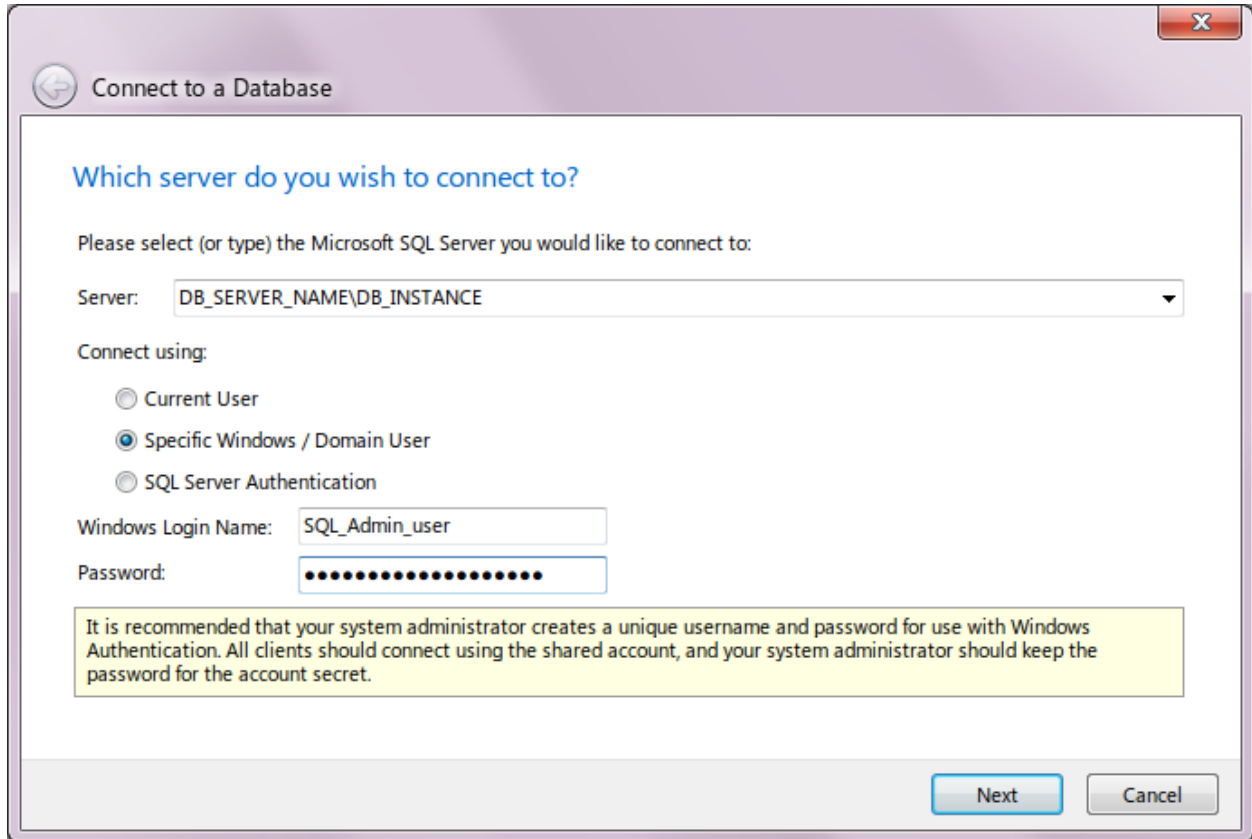 Connect to a Database
Which server do you wish to connect to?
Please select (or type) the Microsoft SQL Server you would like to connect to:
Server: DB_SERVER_NAME\DB_INSTANCE
Connect using:
Current User
Specific Windows / Domain User
SQL Server Authentication
Windows Login Name: SQL_Admin_user
Password: •••••••••••••••••••
It is recommended that your system administrator creates a unique username and password for use with Windows
Authentication. All clients should connect using the shared account, and your system administrator should keep the
password for the account secret.
Next Cancel